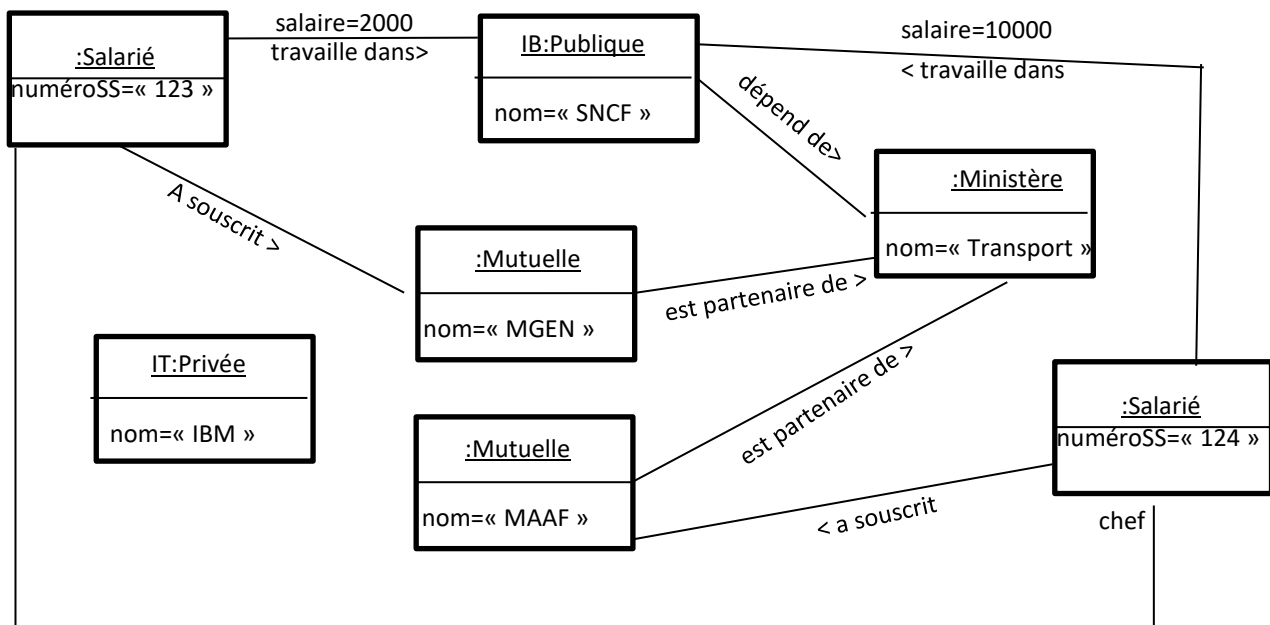 salaire=2000
travaille dans>
salaire=10000
< travaille dans
:Salarié
numéroSS=« 123 »
IB:Publique
nom=« SNCF »
dépend de>
:Ministère
nom=« Transport »
A souscrit >
:Mutuelle
nom=« MGEN »
est partenaire de >
IT:Privée
nom=« IBM »
est partenaire de >
:Mutuelle
nom=« MAAF »
:Salarié
numéroSS=« 124 »
< a souscrit
chef